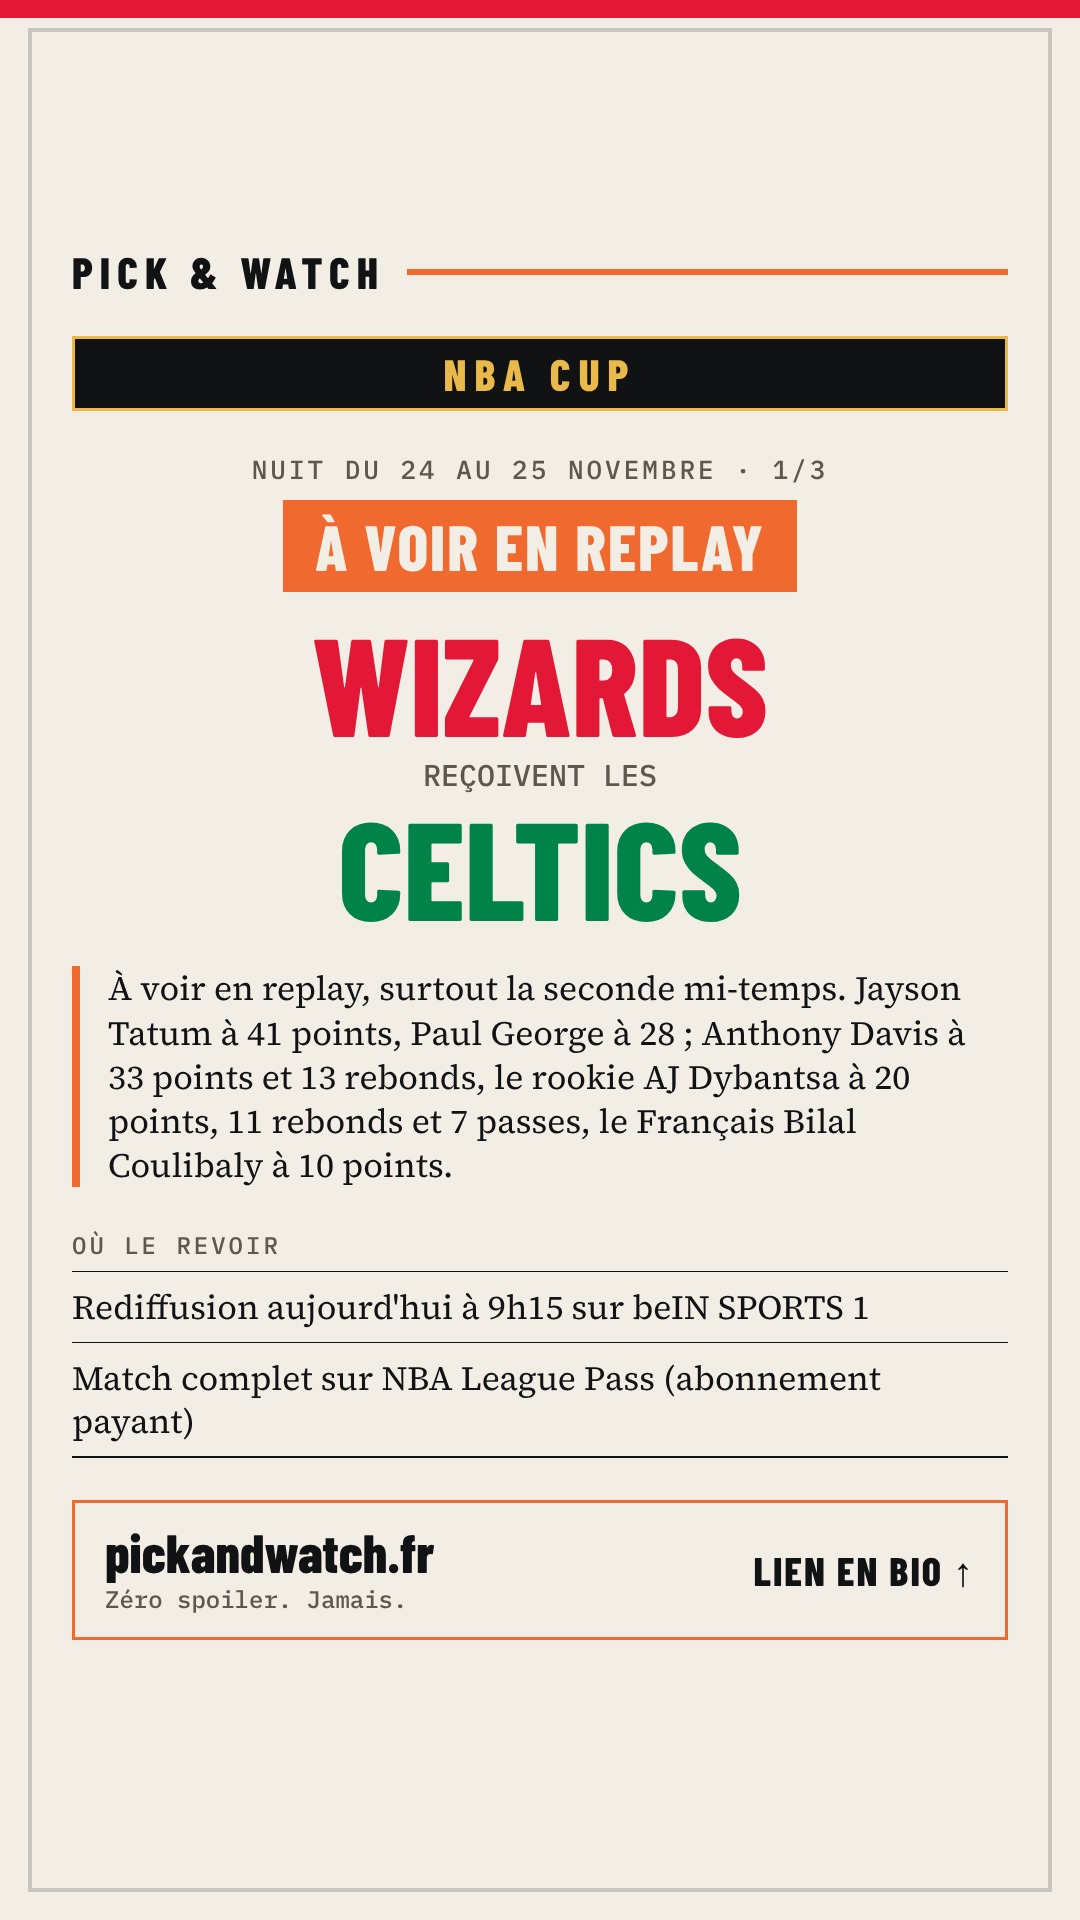 PICK & WATCH
NBA CUP
NUIT DU 24 AU 25 NOVEMBRE · 1/3
À VOIR EN REPLAY
WIZARDS
REÇOIVENT LES
CELTICS
À voir en replay, surtout la seconde mi-temps. Jayson
Tatum à 41 points, Paul George à 28 ; Anthony Davis à
33 points et 13 rebonds, le rookie AJ Dybantsa à 20
points, 11 rebonds et 7 passes, le Français Bilal
Coulibaly à 10 points.
OÙ LE REVOIR
Rediffusion aujourd'hui à 9h15 sur beIN SPORTS 1
Match complet sur NBA League Pass (abonnement
payant)
pickandwatch.fr
Zéro spoiler. Jamais.
LIEN EN BIO ↑